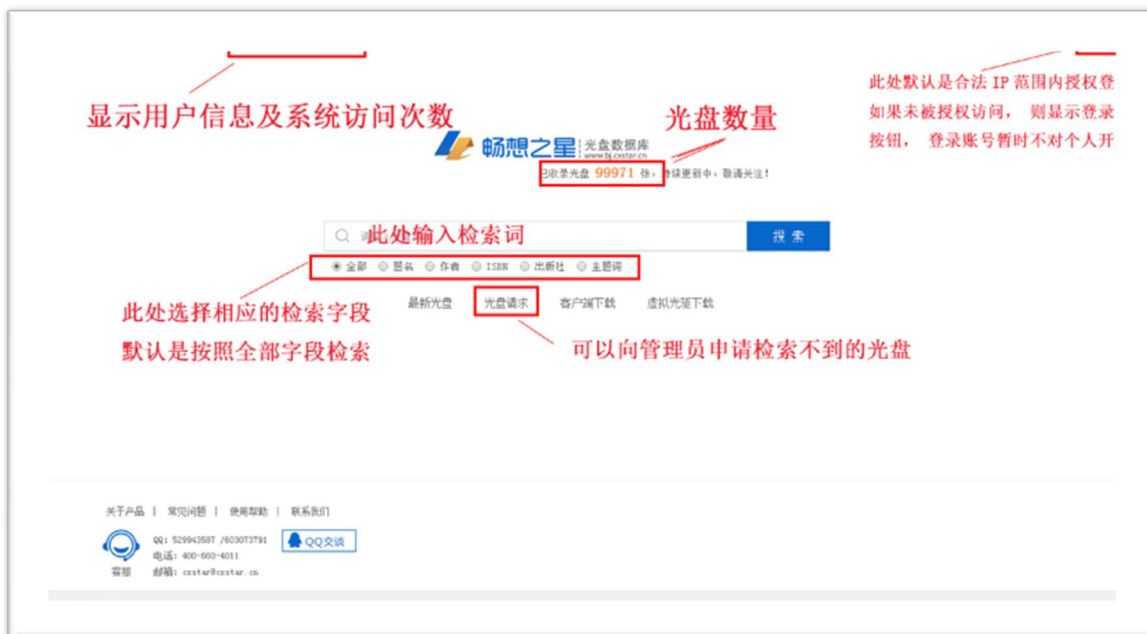 此处默认是合法 IP 范围内授权登
如果未被授权访问， 则显示登录
按钮， 登录账号暂时不对个人开
显示用户信息及系统访问次数
光盘数量
畅想之星 光盘数据库
www.bj.cxstar.cn
已收录光盘 99971 张，持续更新中，敬请关注！
此处输入检索词
搜 索
全部 题名 作者 ISBN 出版社 主题词
此处选择相应的检索字段
默认是按照全部字段检索
最新光盘 光盘请求 客户端下载 虚拟光驱下载
可以向管理员申请检索不到的光盘
关于产品 | 常见问题 | 使用帮助 | 联系我们
QQ: 529943587 /603073791
QQ交谈
电话: 400-660-4011
客服 邮箱: cxstar@cxstar.cn